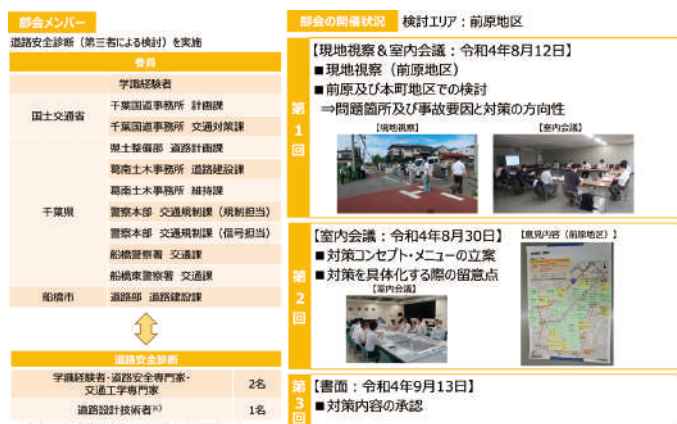 部会メンバー
道路安全診断（第三者による検討）を実施
委員
学識経験者
国土交通省
千葉国道事務所 計画課
千葉国道事務所 交通対策課
千葉県
県土整備部 道路計画課
葛南土木事務所 道路建設課
葛南土木事務所 維持課
警察本部 交通規制課（規制担当）
警察本部 交通規制課（信号担当）
船橋警察署 交通課
船橋東警察署 交通課
船橋市
道路部 道路建設課
道路安全診断
学識経験者・道路安全専門家・
交通工学専門家
2名
道路設計技術者※）
1名
部会の開催状況
検討エリア：前原地区
第1回
【現地視察＆室内会議：令和4年8月12日】
■現地視察（前原地区）
■前原及び本町地区での検討
⇒問題箇所及び事故要因と対策の方向性
【現地視察】
【室内会議】
第2回
【室内会議：令和4年8月30日】
■対策コンセプト・メニューの立案
■対策を具体化する際の留意点
【室内会議】
【意見内容（前原地区）】
第3回
【書面：令和4年9月13日】
■対策内容の承認